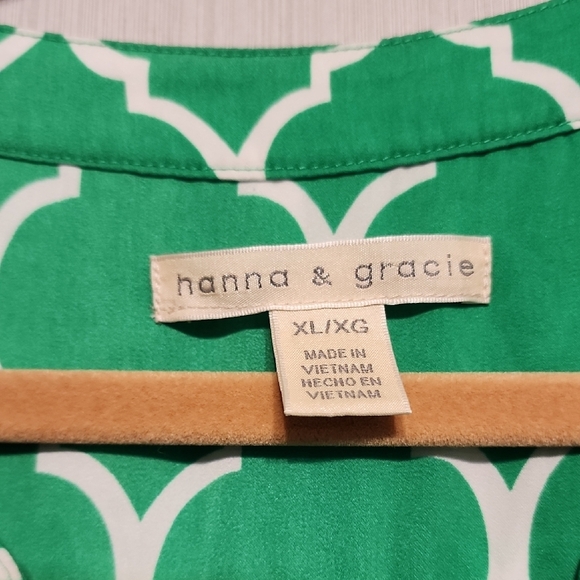 hanna & gracie
XL/XG
MADE IN
VIETNAM
HECHO EN
VIETNAM